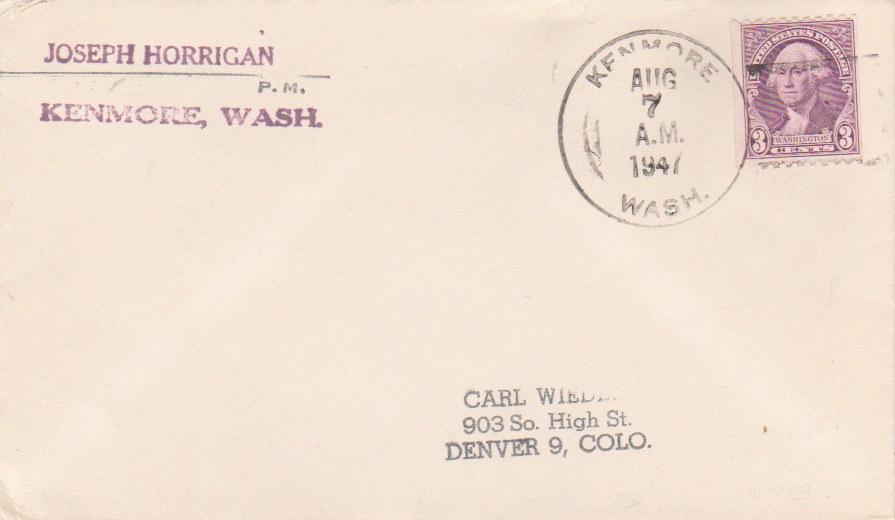 JOSEPH HORRIGAN
P.M.
KENMORE, WASH.
KENMORE
AUG
7
A.M.
1947
WASH.
UNITED STATES POSTAGE
WASHINGTON
3 CENTS 3
CARL
903 So. High St.
DENVER 9, COLO.